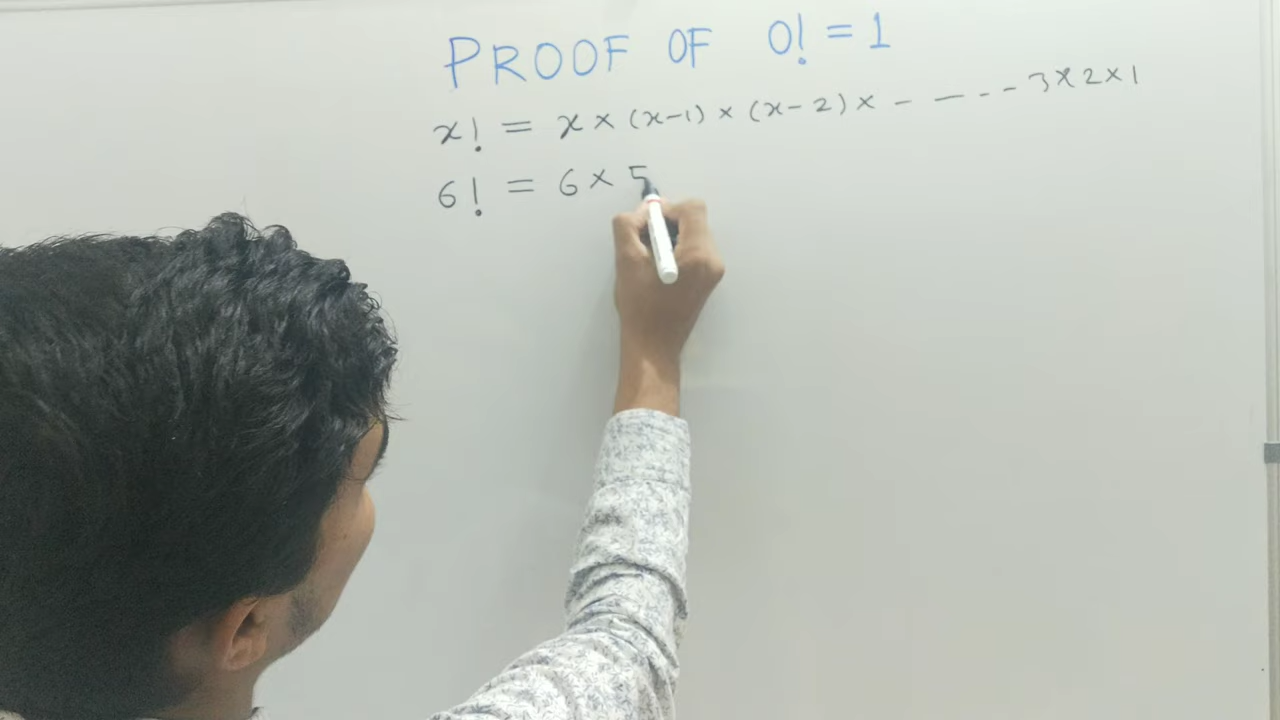 PROOF OF 0! = 1
x! = x × (x-1) × (x-2) × - - - - 3 × 2 × 1
6! = 6 × 5